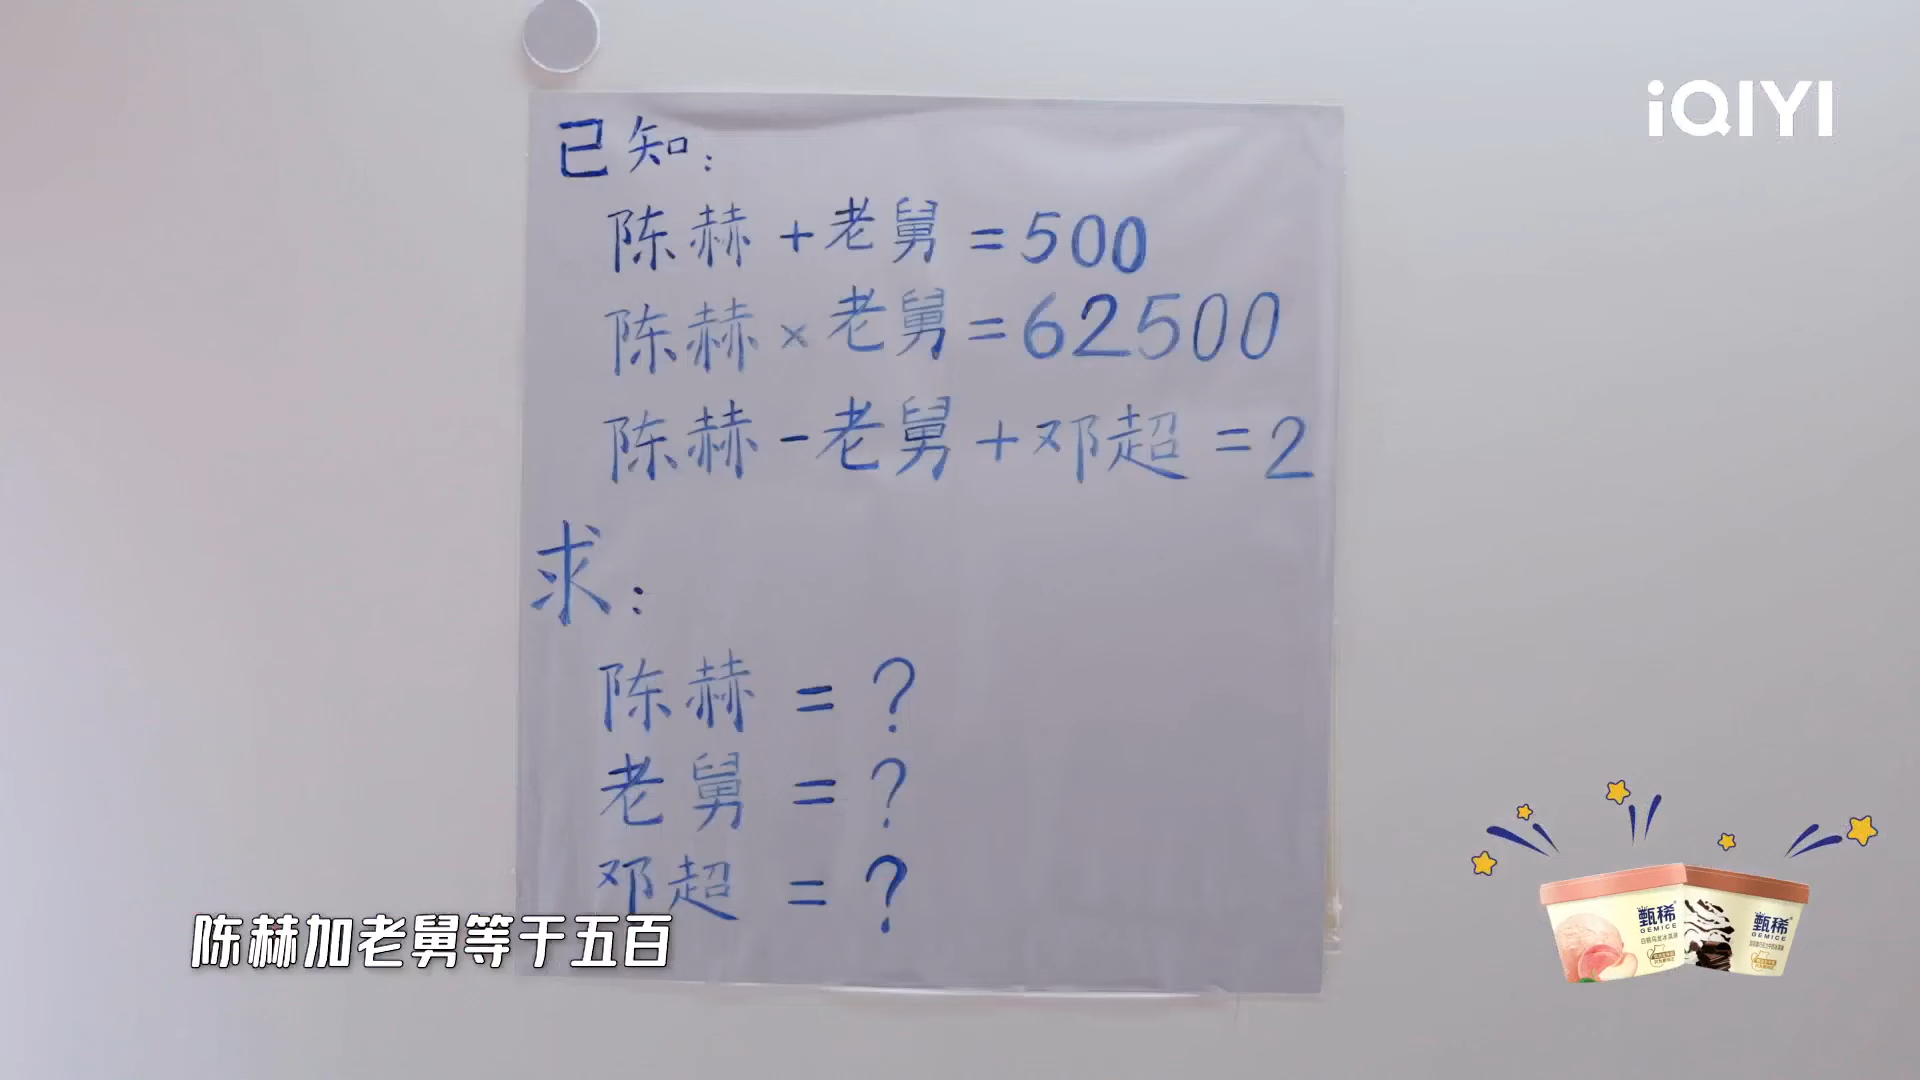 iQIYI
已知:
陈赫+老舅=500
陈赫×老舅=62500
陈赫-老舅+邓超=2
求:
陈赫=?
老舅=?
邓超=?
陈赫加老舅等于五百
甄稀
GEMICE
甄稀
GEMICE